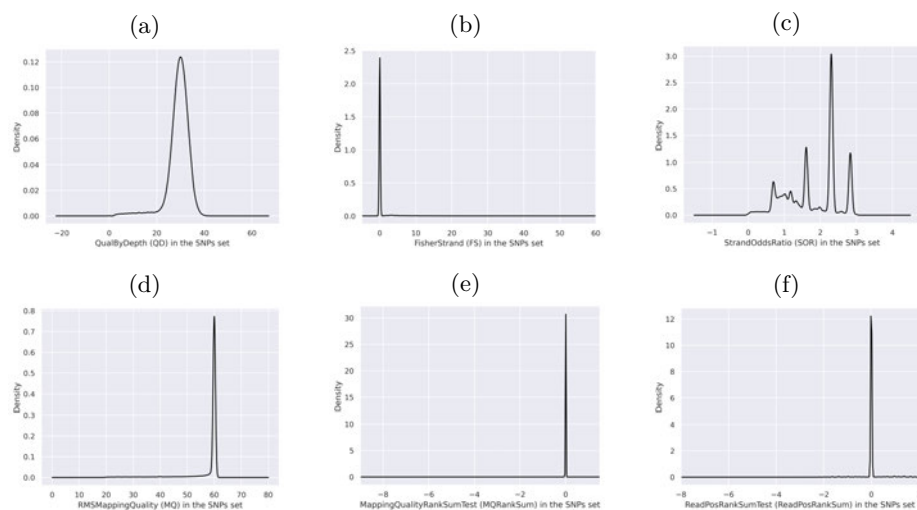 (a)
0.12
0.10
0.08
0.06
0.04
0.02
0.00
Density
−20 0 20 40 60
QualByDepth (QD) in the SNPs set
(b)
2.5
2.0
1.5
1.0
0.5
0.0
Density
0 10 20 30 40 50 60
FisherStrand (FS) in the SNPs set
(c)
3.0
2.5
2.0
1.5
1.0
0.5
0.0
Density
−1 0 1 2 3 4
StrandOddsRatio (SOR) in the SNPs set
(d)
0.8
0.7
0.6
0.5
0.4
0.3
0.2
0.1
0.0
Density
0 10 20 30 40 50 60 70 80
RMSMappingQuality (MQ) in the SNPs set
(e)
30
25
20
15
10
5
0
Density
−8 −6 −4 −2 0
MappingQualityRankSumTest (MQRankSum) in the SNPs set
(f)
12
10
8
6
4
2
0
Density
−8 −6 −4 −2 0 2
ReadPosRankSumTest (ReadPosRankSum) in the SNPs set